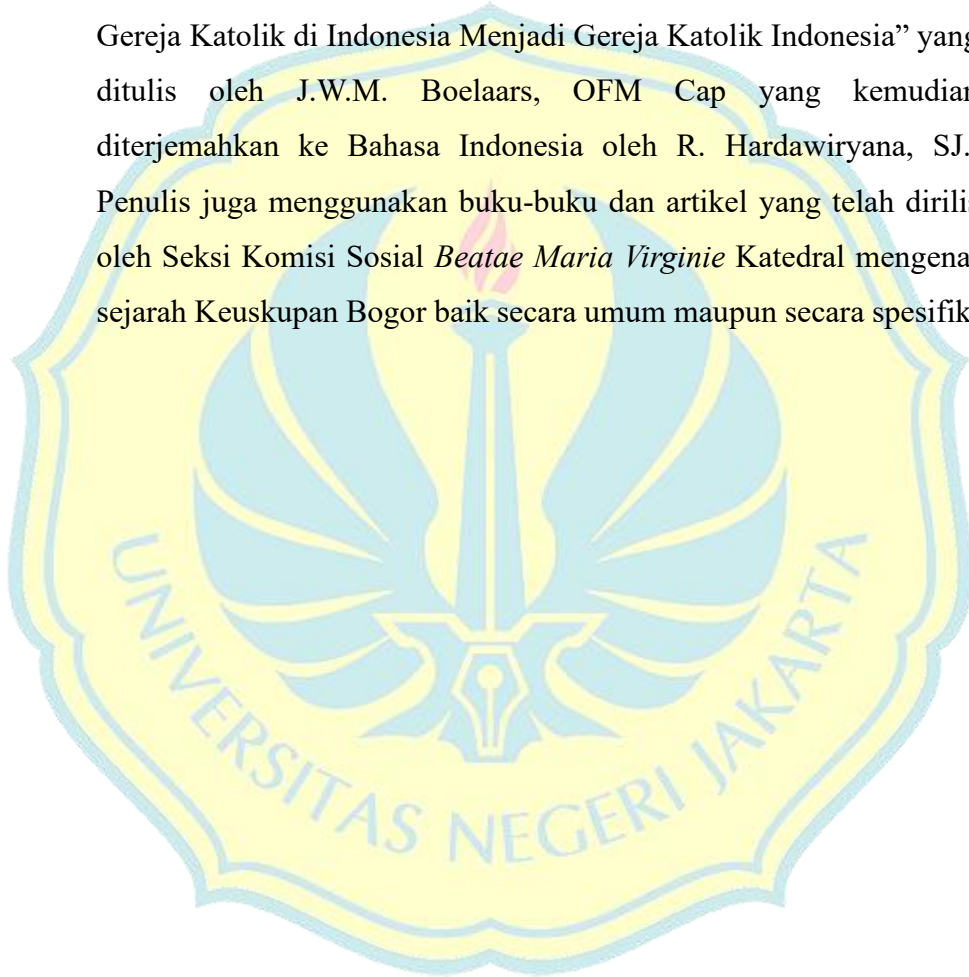 Gereja Katolik di Indonesia Menjadi Gereja Katolik Indonesia” yang
ditulis oleh J.W.M. Boelaars, OFM Cap yang kemudian
diterjemahkan ke Bahasa Indonesia oleh R. Hardawiryana, SJ.
Penulis juga menggunakan buku-buku dan artikel yang telah dirilis
oleh Seksi Komisi Sosial Beatae Maria Virginie Katedral mengena
sejarah Keuskupan Bogor baik secara umum maupun secara spesifik
UNIVERSITAS NEGERI JAKARTA